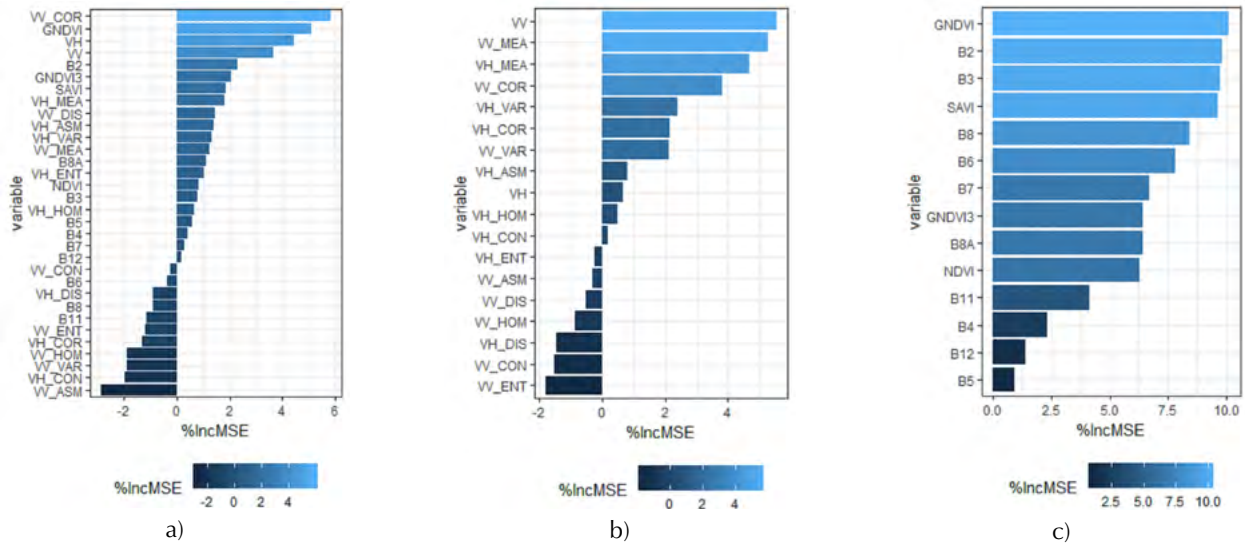 VV_COR
GNDVI
VH
VV
B2
GNDVI3
SAVI
VH_MEA
VV_DIS
VH_ASM
VH_VAR
VV_MEA
B8A
VH_ENT
NDVI
B3
VH_HOM
B5
B4
B7
B12
VV_CON
B6
VH_DIS
B8
B11
VV_ENT
VH_COR
VV_HOM
VV_VAR
VH_CON
VV_ASM
variable
-2 0 2 4 6
%IncMSE
%IncMSE
-2 0 2 4
a)
VV
VV_MEA
VH_MEA
VV_COR
VH_VAR
VH_COR
VV_VAR
VH_ASM
VH
VH_HOM
VH_CON
VH_ENT
VV_ASM
VV_DIS
VV_HOM
VH_DIS
VV_CON
VV_ENT
variable
-2 0 2 4
%IncMSE
%IncMSE
0 2 4
b)
GNDVI
B2
B3
SAVI
B8
B6
B7
GNDVI3
B8A
NDVI
B11
B4
B12
B5
variable
0.0 2.5 5.0 7.5 10.0
%IncMSE
%IncMSE
2.5 5.0 7.5 10.0
c)